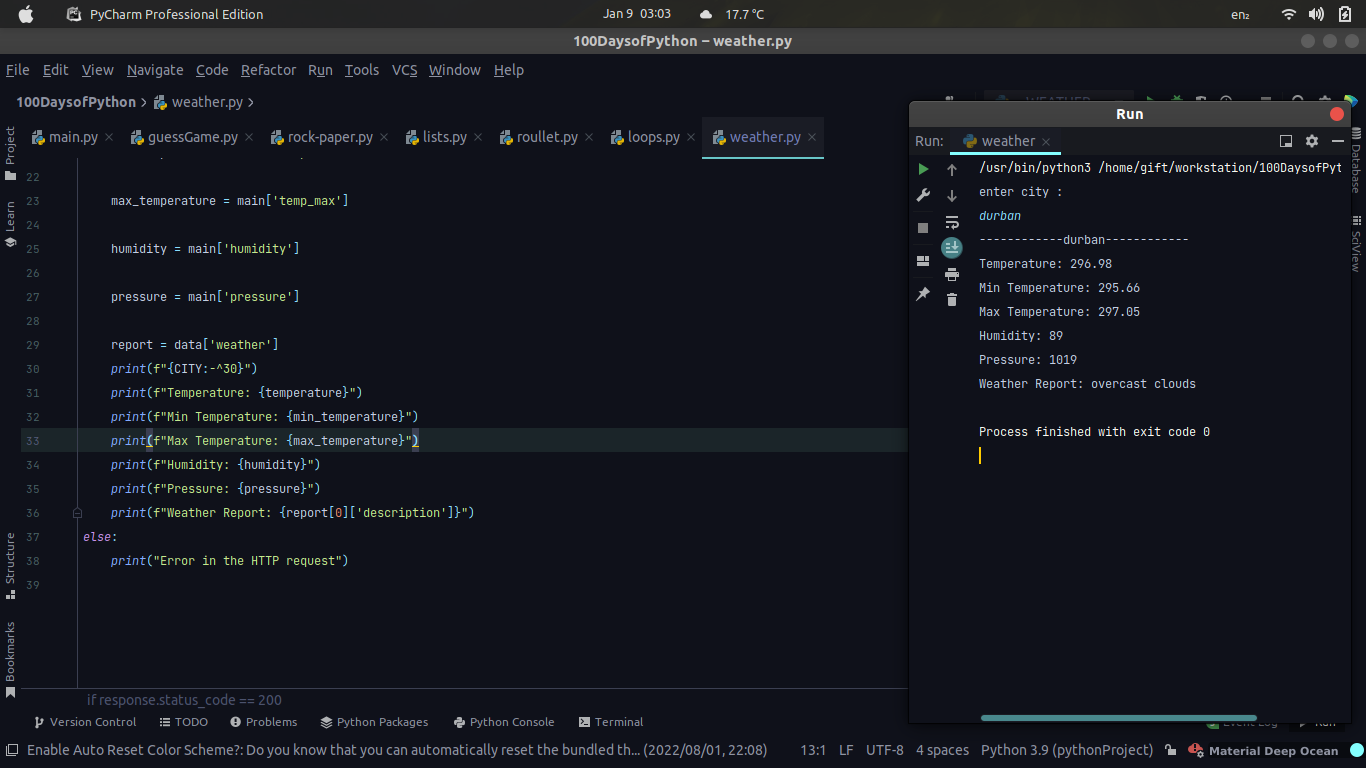 PyCharm Professional Edition
Jan 9 03:03
17.7 °C
en₂
100DaysofPython – weather.py
File Edit View Navigate Code Refactor Run Tools VCS Window Help
100DaysofPython
weather.py
main.py
guessGame.py
rock-paper.py
lists.py
roullet.py
loops.py
weather.py
Project
Learn
Structure
Bookmarks
22
23 max_temperature = main['temp_max']
24
25 humidity = main['humidity']
26
27 pressure = main['pressure']
28
29 report = data['weather']
30 print(f"{CITY:-^30}")
31 print(f"Temperature: {temperature}")
32 print(f"Min Temperature: {min_temperature}")
33 print(f"Max Temperature: {max_temperature}")
34 print(f"Humidity: {humidity}")
35 print(f"Pressure: {pressure}")
36 print(f"Weather Report: {report[0]['description']}")
37 else:
38 print("Error in the HTTP request")
39
if response.status_code == 200
Run
Run:
weather
/usr/bin/python3 /home/gift/workstation/100DaysofPyt
enter city :
durban
------------durban------------
Temperature: 296.98
Min Temperature: 295.66
Max Temperature: 297.05
Humidity: 89
Pressure: 1019
Weather Report: overcast clouds
Process finished with exit code 0
Database
SciView
Version Control
TODO
Problems
Python Packages
Python Console
Terminal
Event Log
Run
Enable Auto Reset Color Scheme?: Do you know that you can automatically reset the bundled th... (2022/08/01, 22:08)
13:1 LF UTF-8 4 spaces Python 3.9 (pythonProject)
Material Deep Ocean